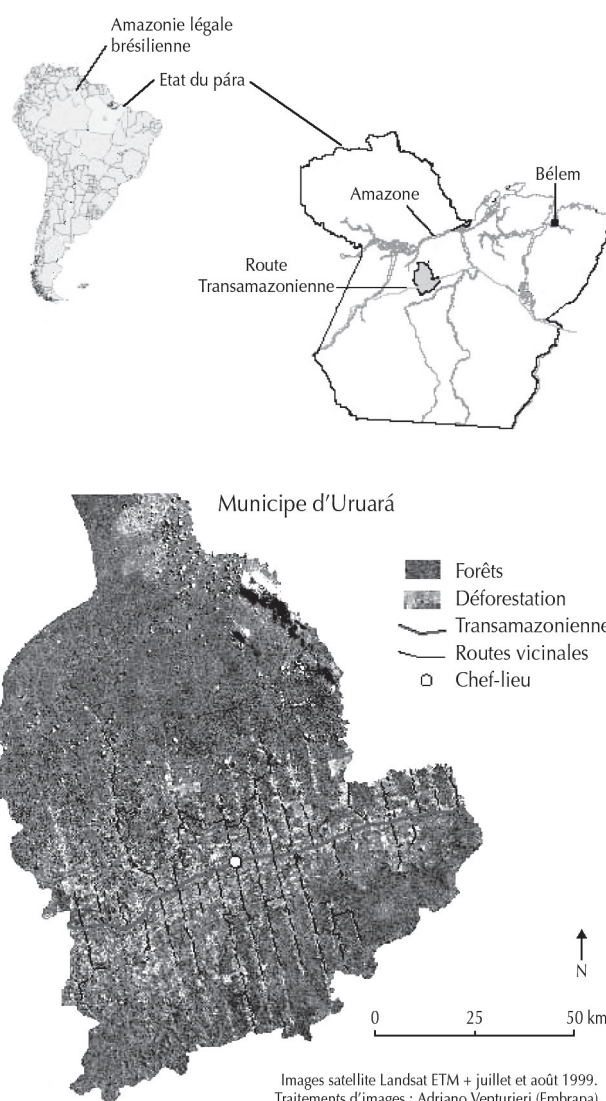 Amazonie légale
brésilienne
Etat du pára
Bélem
Amazone
Route
Transamazonienne
Municipe d'Uruará
Forêts
Déforestation
Transamazonienne
Routes vicinales
Chef-lieu
N
0 25 50 km
Images satellite Landsat ETM + juillet et août 1999.
Traitements d'images : Adriano Venturieri (Embrapa)